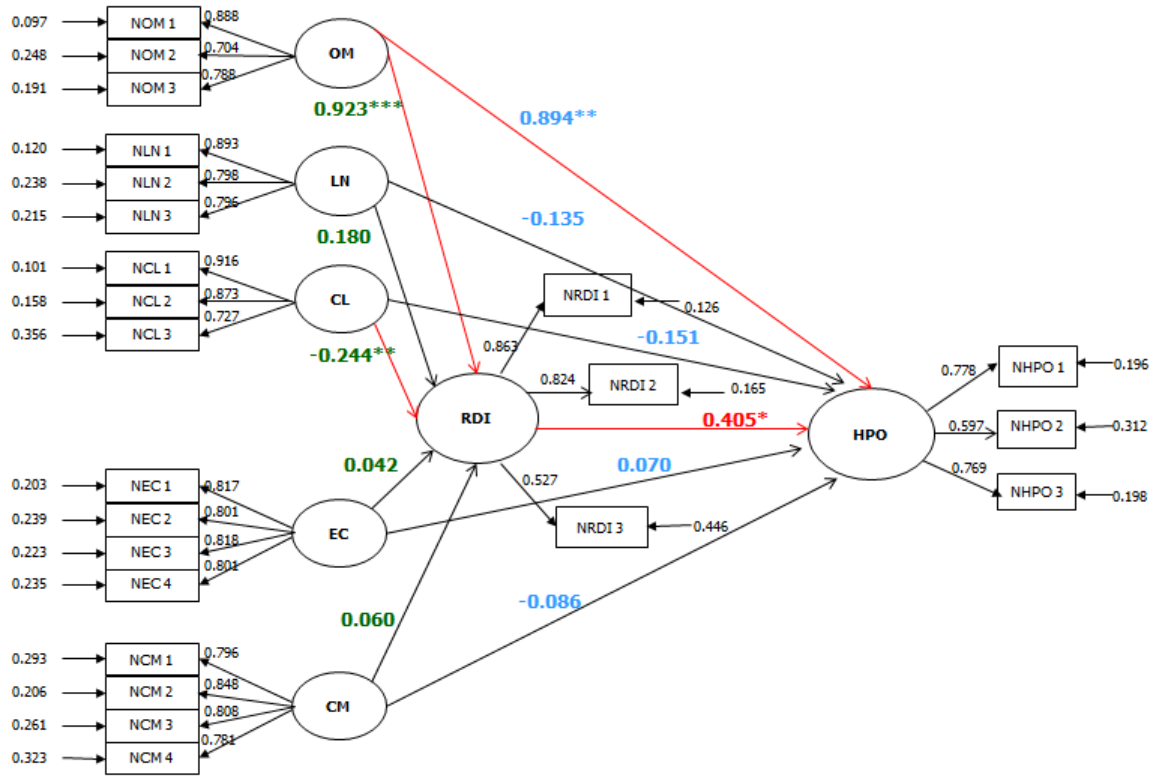 0.097 NOM 1 0.888
0.248 NOM 2 0.704
0.191 NOM 3 0.788
OM
0.923***
0.894**
0.120 NLN 1 0.893
0.238 NLN 2 0.798
0.215 NLN 3 0.796
LN
-0.135
0.180
0.101 NCL 1 0.916
0.158 NCL 2 0.873
0.356 NCL 3 0.727
CL
-0.244**
-0.151
NRDI 1 0.126
0.863
0.824 NRDI 2 0.165
RDI
0.405*
HPO
0.778 NHPO 1 0.196
0.597 NHPO 2 0.312
0.769 NHPO 3 0.198
0.042
0.070
0.527
NRDI 3 0.446
0.203 NEC 1 0.817
0.239 NEC 2 0.801
0.223 NEC 3 0.818
0.235 NEC 4 0.801
EC
-0.086
0.060
0.293 NCM 1 0.796
0.206 NCM 2 0.848
0.261 NCM 3 0.808
0.323 NCM 4 0.781
CM